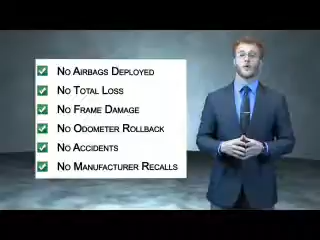 No Airbags Deployed
No Total Loss
No Frame Damage
No Odometer Rollback
No Accidents
No Manufacturer Recalls